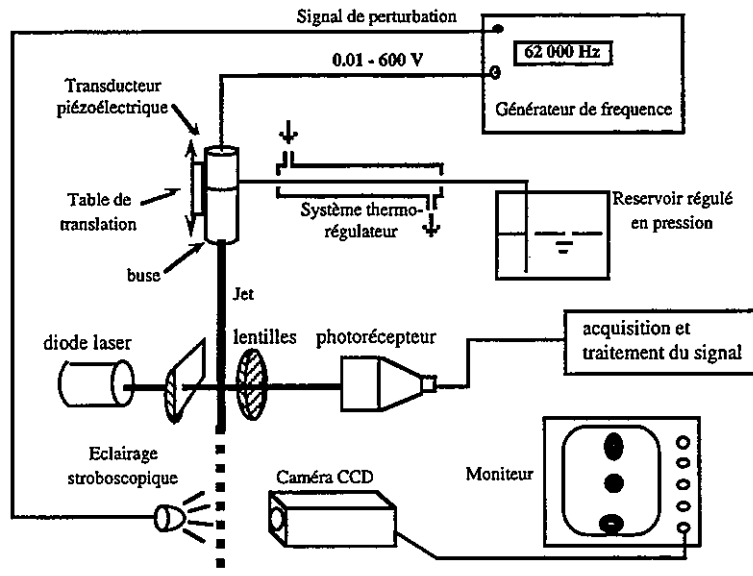 Signal de perturbation
62 000 Hz
0.01 - 600 V
Générateur de frequence
Transducteur
piézoélectrique
Table de
translation
Système thermo-
régulateur
Reservoir régulé
en pression
buse
Jet
diode laser
lentilles
photorécepteur
acquisition et
traitement du signal
Eclairage
stroboscopique
Caméra CCD
Moniteur